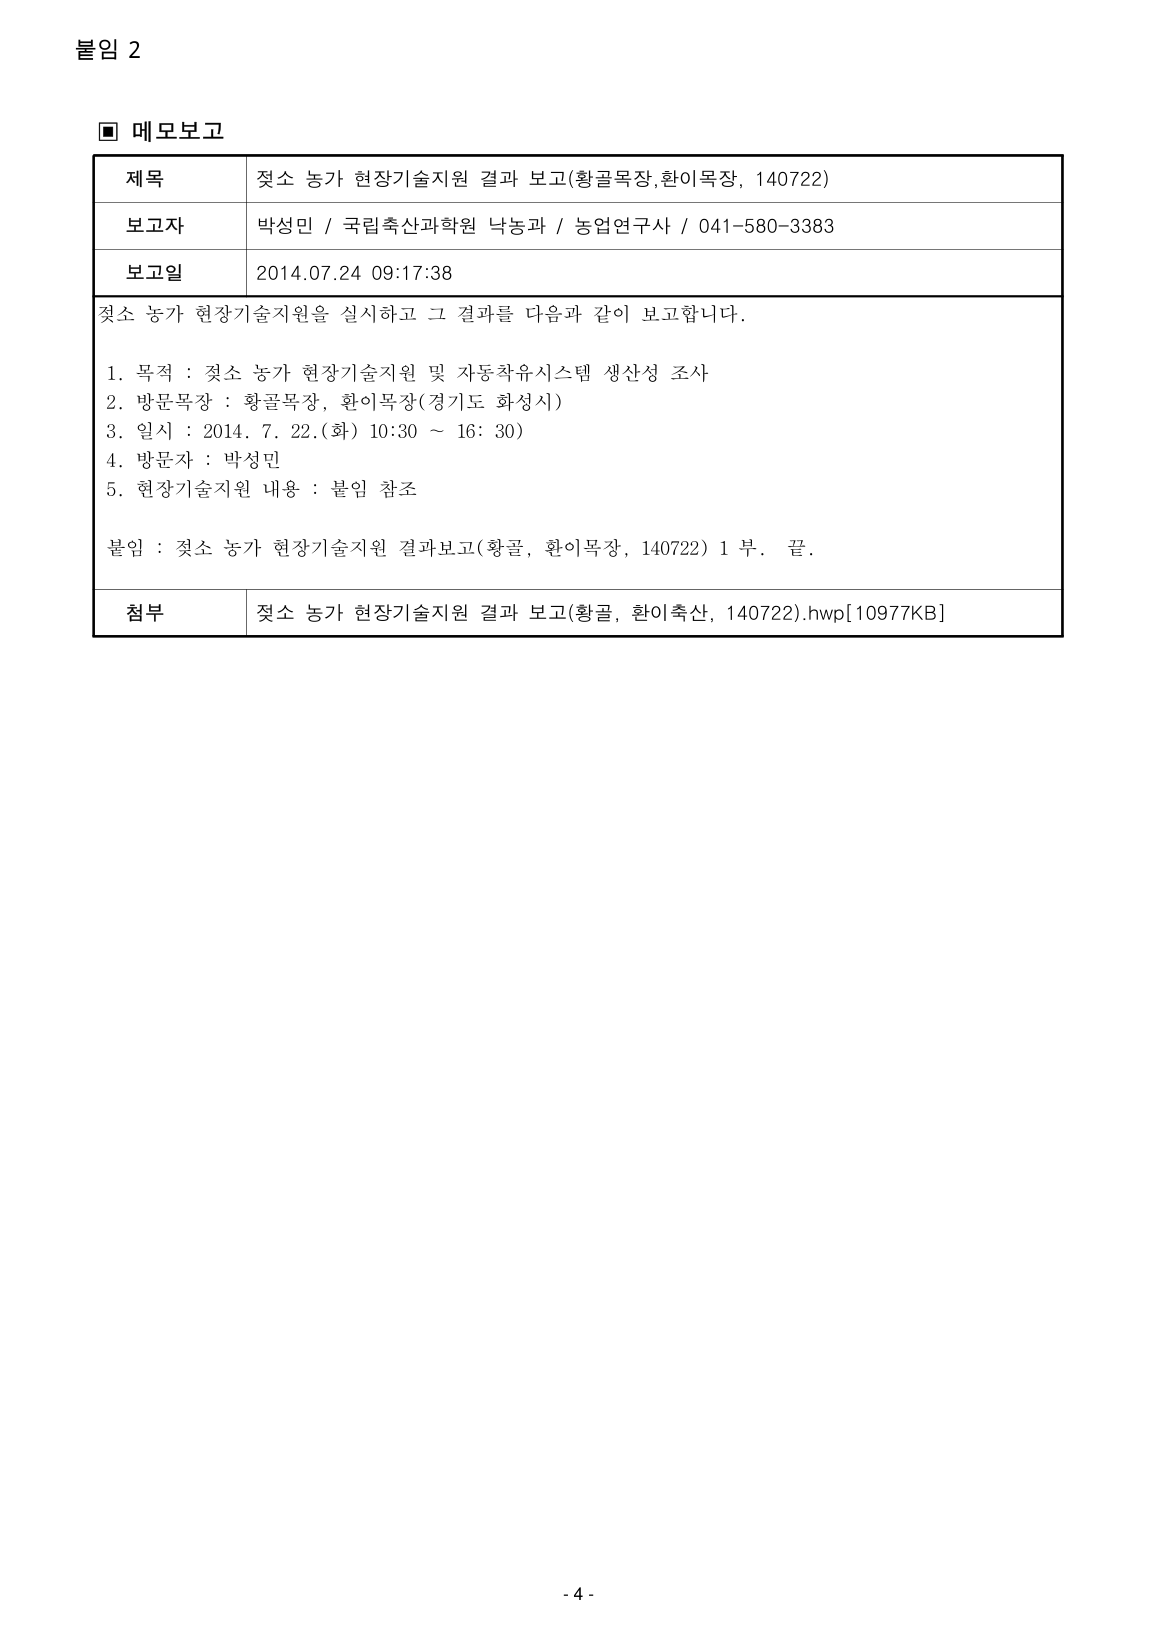 붙임 2
▣ 메모보고
제목 젖소 농가 현장기술지원 결과 보고(황골목장,환이목장, 140722)
보고자 박성민 / 국립축산과학원 낙농과 / 농업연구사 / 041-580-3383
보고일 2014.07.24 09:17:38
젖소 농가 현장기술지원을 실시하고 그 결과를 다음과 같이 보고합니다.
1. 목적 : 젖소 농가 현장기술지원 및 자동착유시스템 생산성 조사
2. 방문목장 : 황골목장, 환이목장(경기도 화성시)
3. 일시 : 2014. 7. 22.(화) 10:30 ~ 16: 30)
4. 방문자 : 박성민
5. 현장기술지원 내용 : 붙임 참조
붙임 : 젖소 농가 현장기술지원 결과보고(황골, 환이목장, 140722) 1 부. 끝.
첨부 젖소 농가 현장기술지원 결과 보고(황골, 환이축산, 140722).hwp[10977KB]
- 4 -